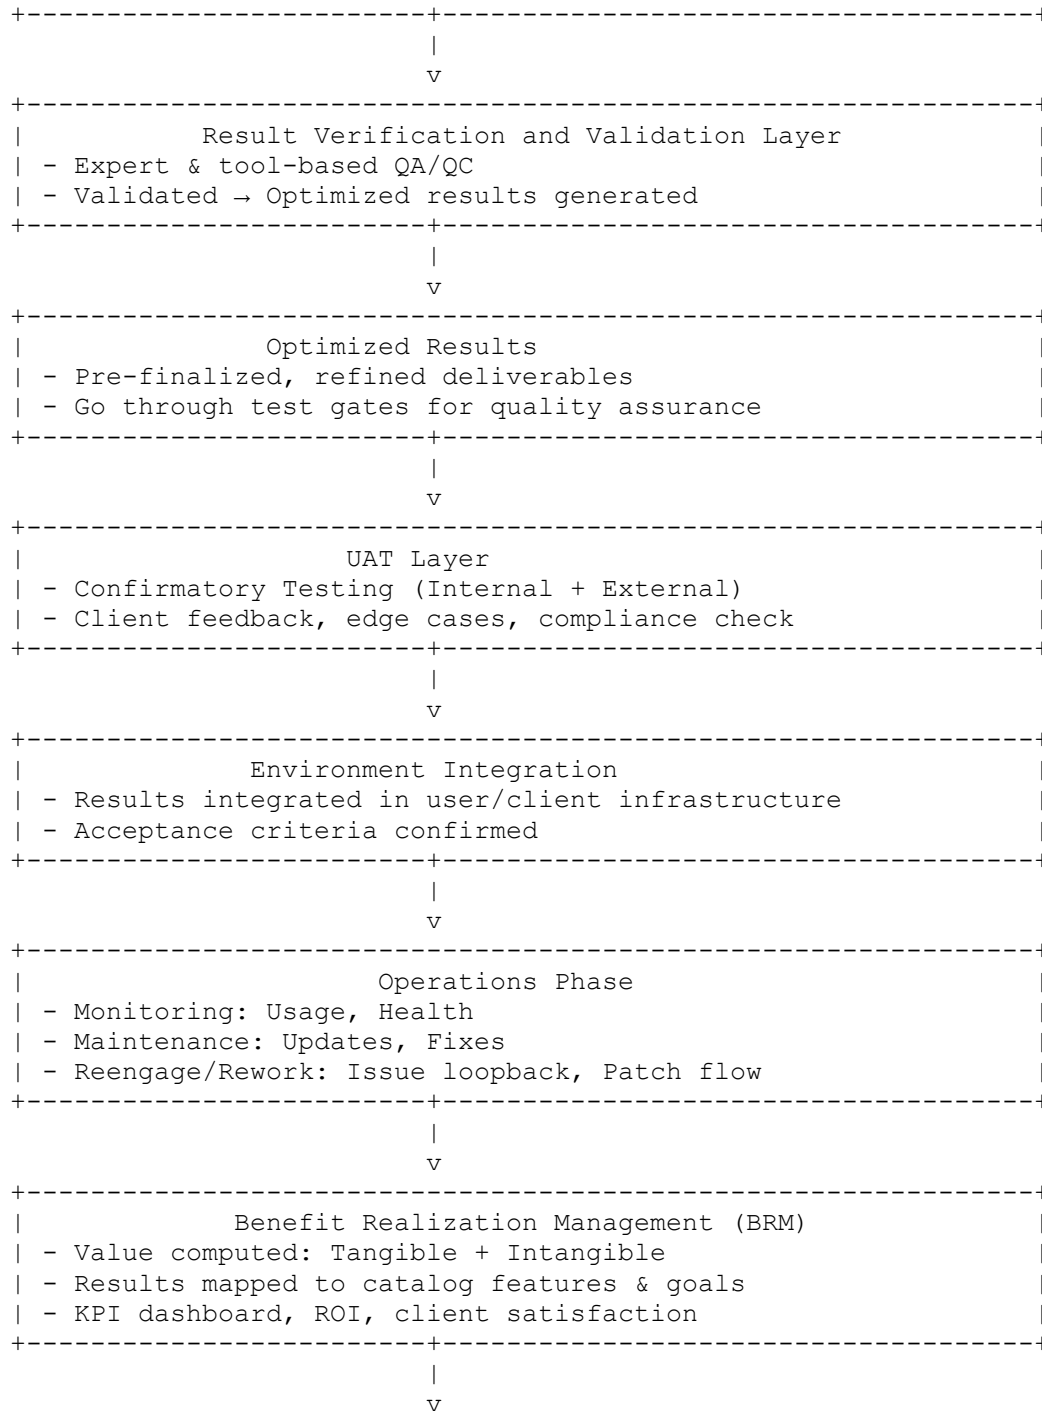 +-------------------------+-------------------------------------+
|
v
+---------------------------------------------------------------+
| Result Verification and Validation Layer |
| - Expert & tool-based QA/QC |
| - Validated → Optimized results generated |
+-------------------------+-------------------------------------+
|
v
+---------------------------------------------------------------+
| Optimized Results |
| - Pre-finalized, refined deliverables |
| - Go through test gates for quality assurance |
+-------------------------+-------------------------------------+
|
v
+---------------------------------------------------------------+
| UAT Layer |
| - Confirmatory Testing (Internal + External) |
| - Client feedback, edge cases, compliance check |
+-------------------------+-------------------------------------+
|
v
+---------------------------------------------------------------+
| Environment Integration |
| - Results integrated in user/client infrastructure |
| - Acceptance criteria confirmed |
+-------------------------+-------------------------------------+
|
v
+---------------------------------------------------------------+
| Operations Phase |
| - Monitoring: Usage, Health |
| - Maintenance: Updates, Fixes |
| - Reengage/Rework: Issue loopback, Patch flow |
+-------------------------+-------------------------------------+
|
v
+---------------------------------------------------------------+
| Benefit Realization Management (BRM) |
| - Value computed: Tangible + Intangible |
| - Results mapped to catalog features & goals |
| - KPI dashboard, ROI, client satisfaction |
+-------------------------+-------------------------------------+
|
v